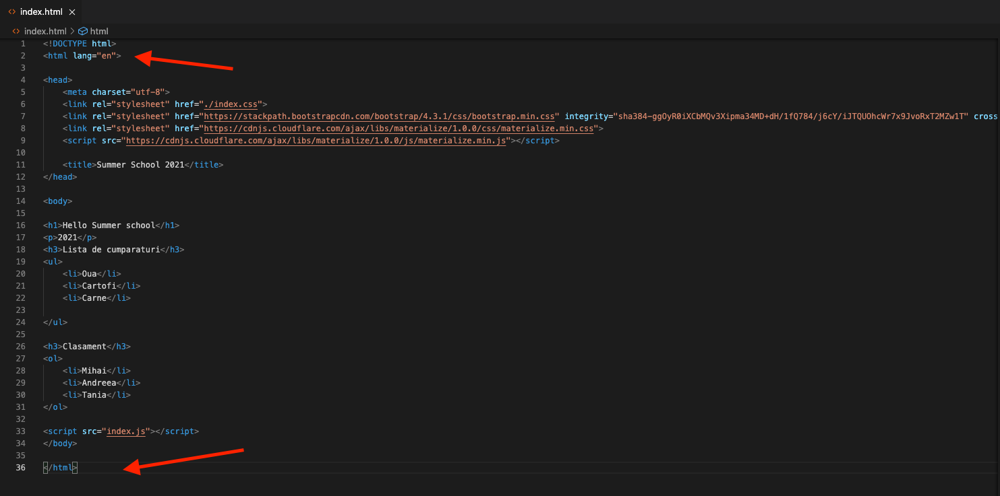 index.html
index.html > html
1 <!DOCTYPE html>
2 <html lang="en">
3
4 <head>
5 <meta charset="utf-8">
6 <link rel="stylesheet" href="./index.css">
7 <link rel="stylesheet" href="https://stackpath.bootstrapcdn.com/bootstrap/4.3.1/css/bootstrap.min.css" integrity="sha384-ggOyR0iXCbMQv3Xipma34MD+dH/1fQ784/j6cY/iJTQUOhcWr7x9JvoRxT2MZw1T" cross
8 <link rel="stylesheet" href="https://cdnjs.cloudflare.com/ajax/libs/materialize/1.0.0/css/materialize.min.css">
9 <script src="https://cdnjs.cloudflare.com/ajax/libs/materialize/1.0.0/js/materialize.min.js"></script>
10
11 <title>Summer School 2021</title>
12 </head>
13
14 <body>
15
16 <h1>Hello Summer school</h1>
17 <p>2021</p>
18 <h3>Lista de cumparaturi</h3>
19 <ul>
20 <li>Oua</li>
21 <li>Cartofi</li>
22 <li>Carne</li>
23
24 </ul>
25
26 <h3>Clasament</h3>
27 <ol>
28 <li>Mihai</li>
29 <li>Andreea</li>
30 <li>Tania</li>
31 </ol>
32
33 <script src="index.js"></script>
34 </body>
35
36 </html>